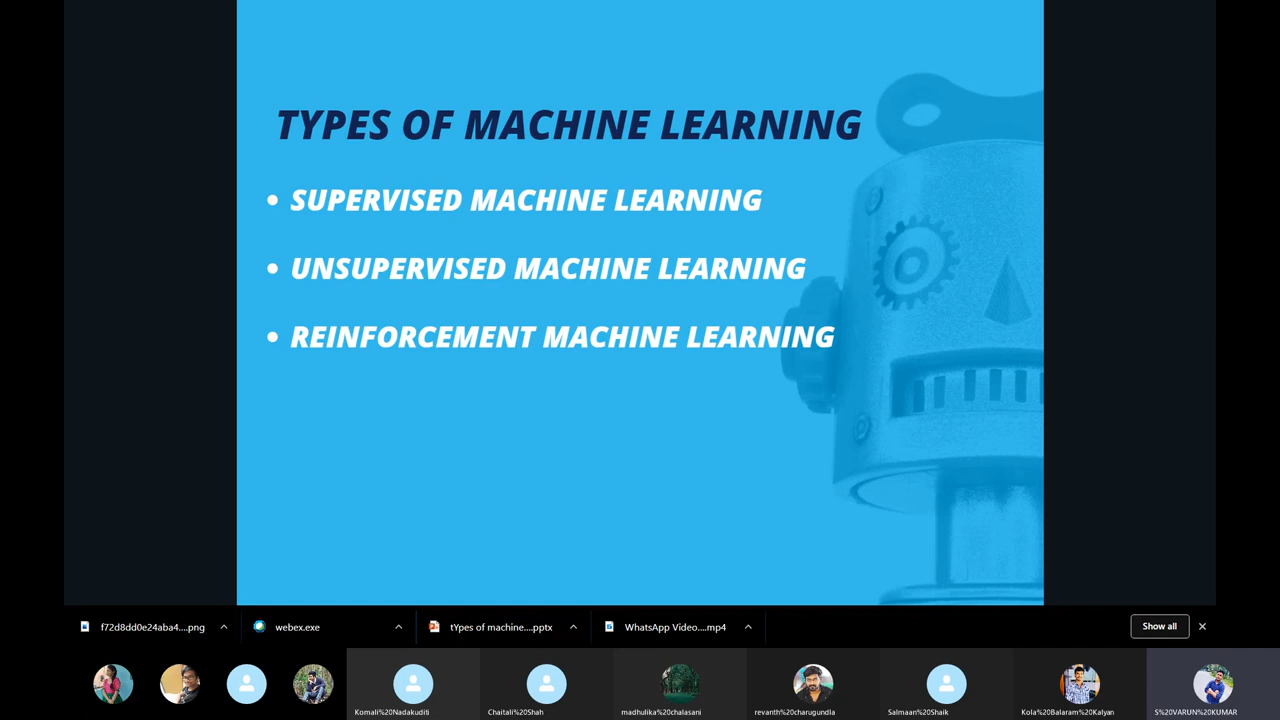 TYPES OF MACHINE LEARNING
• SUPERVISED MACHINE LEARNING
• UNSUPERVISED MACHINE LEARNING
• REINFORCEMENT MACHINE LEARNING
f72d8dd0e24aba4....png
webex.exe
tYpes of machine....pptx
WhatsApp Video....mp4
Show all
Komali%20Nadakuditi
Chaitali%20Shah
madhulika%20chalasani
revanth%20charugundla
Salmaan%20Shaik
Kola%20Balaram%20Kalyan
S%20VARUN%20KUMAR